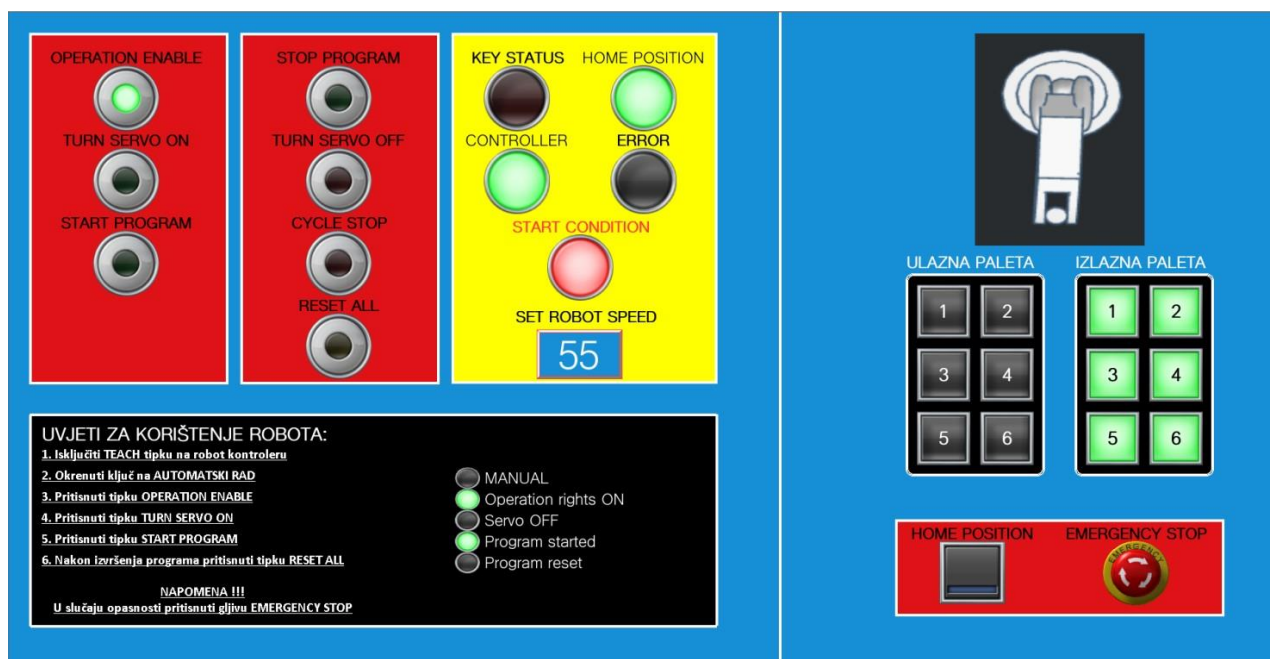 OPERATION ENABLE
TURN SERVO ON
START PROGRAM
STOP PROGRAM
TURN SERVO OFF
CYCLE STOP
RESET ALL
KEY STATUS HOME POSITION
CONTROLLER ERROR
START CONDITION
SET ROBOT SPEED
55
UVJETI ZA KORIŠTENJE ROBOTA:
1. Isključiti TEACH tipku na robot kontroleru
2. Okrenuti ključ na AUTOMATSKI RAD
3. Pritisnuti tipku OPERATION ENABLE
4. Pritisnuti tipku TURN SERVO ON
5. Pritisnuti tipku START PROGRAM
6. Nakon izvršenja programa pritisnuti tipku RESET ALL
NAPOMENA !!!
U slučaju opasnosti pritisnuti gljivu EMERGENCY STOP
MANUAL
Operation rights ON
Servo OFF
Program started
Program reset
ULAZNA PALETA
1 2
3 4
5 6
IZLAZNA PALETA
1 2
3 4
5 6
HOME POSITION
EMERGENCY STOP
EMERGENCY